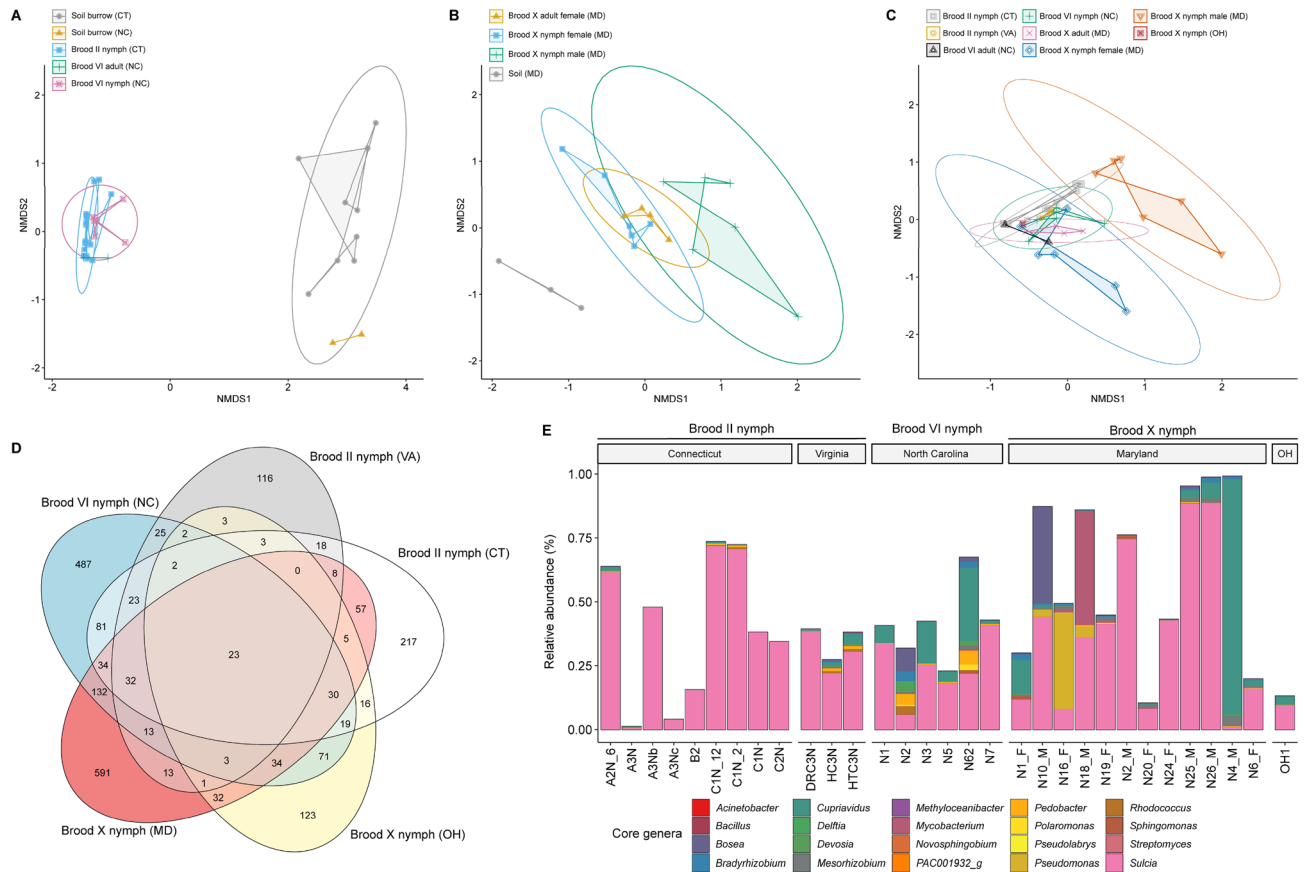 A
Soil burrow (CT)
Soil burrow (NC)
Brood II nymph (CT)
Brood VI adult (NC)
Brood VI nymph (NC)
2
1
0
-1
-2
NMDS2
-2
0
2
4
NMDS1
B
Brood X adult female (MD)
Brood X nymph female (MD)
Brood X nymph male (MD)
Soil (MD)
2
1
0
-1
-2
NMDS2
-2
-1
0
1
2
NMDS1
C
Brood II nymph (CT)
Brood II nymph (VA)
Brood VI adult (NC)
Brood VI nymph (NC)
Brood X adult (MD)
Brood X nymph female (MD)
Brood X nymph male (MD)
Brood X nymph (OH)
2
1
0
-1
-2
NMDS2
-1
0
1
2
NMDS1
D
Brood II nymph (VA)
Brood VI nymph (NC)
Brood II nymph (CT)
Brood X nymph (MD)
Brood X nymph (OH)
116
3
25
2
3
18
487
2
0
8
57
23
81
5
217
34
23
132
32
30
16
19
13
3
34
71
591
13
1
32
123
E
Brood II nymph
Brood VI nymph
Brood X nymph
Connecticut
Virginia
North Carolina
Maryland
OH
1.00
0.75
0.50
0.25
0.00
Relative abundance (%)
A2N_6
A3N
A3Nb
A3Nc
B2
C1N_12
C1N_2
C1N
C2N
DRC3N
HC3N
HTC3N
N1
N2
N3
N5
N62
N7
N1_F
N10_M
N16_F
N18_M
N19_F
N2_M
N20_F
N24_F
N25_M
N26_M
N4_M
N6_F
OH1
Core genera
Acinetobacter
Bacillus
Bosea
Bradyrhizobium
Cupriavidus
Delftia
Devosia
Mesorhizobium
Methyloceanibacter
Mycobacterium
Novosphingobium
PAC001932_g
Pedobacter
Polaromonas
Pseudolabrys
Pseudomonas
Rhodococcus
Sphingomonas
Streptomyces
Sulcia